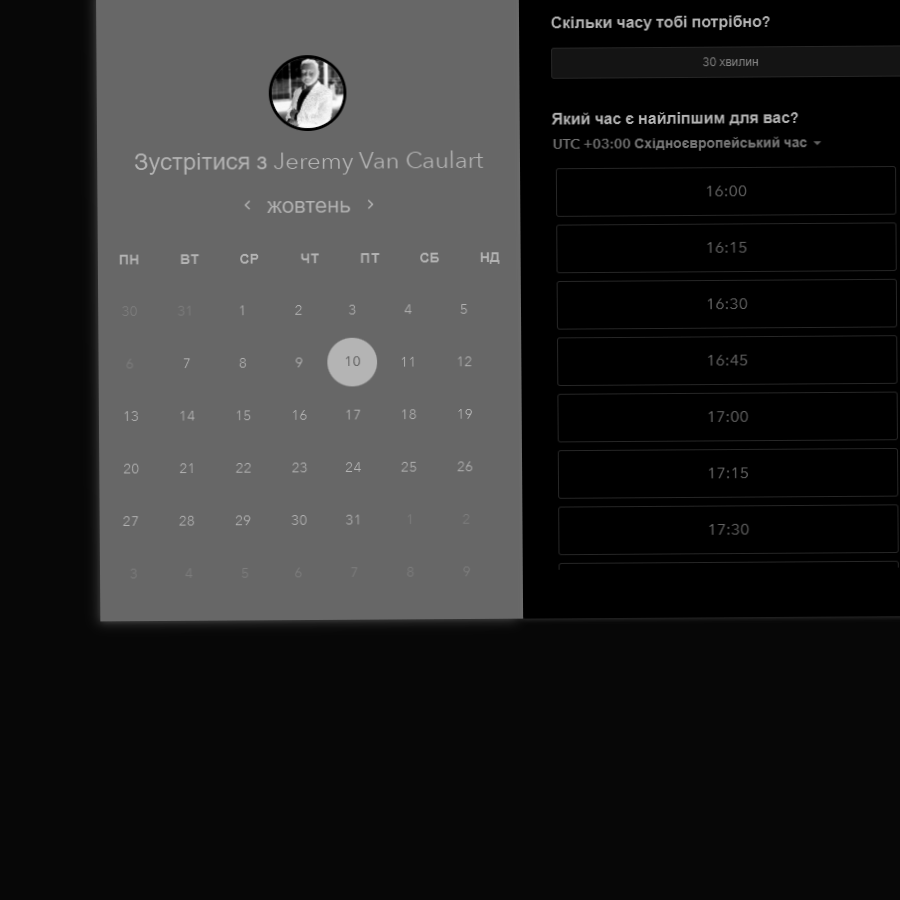 Зустрітися з Jeremy Van Caulart
жовтень
ПН ВТ СР ЧТ ПТ СБ НД
30 31 1 2 3 4 5
6 7 8 9 10 11 12
13 14 15 16 17 18 19
20 21 22 23 24 25 26
27 28 29 30 31 1 2
3 4 5 6 7 8 9
Скільки часу тобі потрібно?
30 хвилин
Який час є найліпшим для вас?
UTC +03:00 Східноєвропейський час
16:00
16:15
16:30
16:45
17:00
17:15
17:30